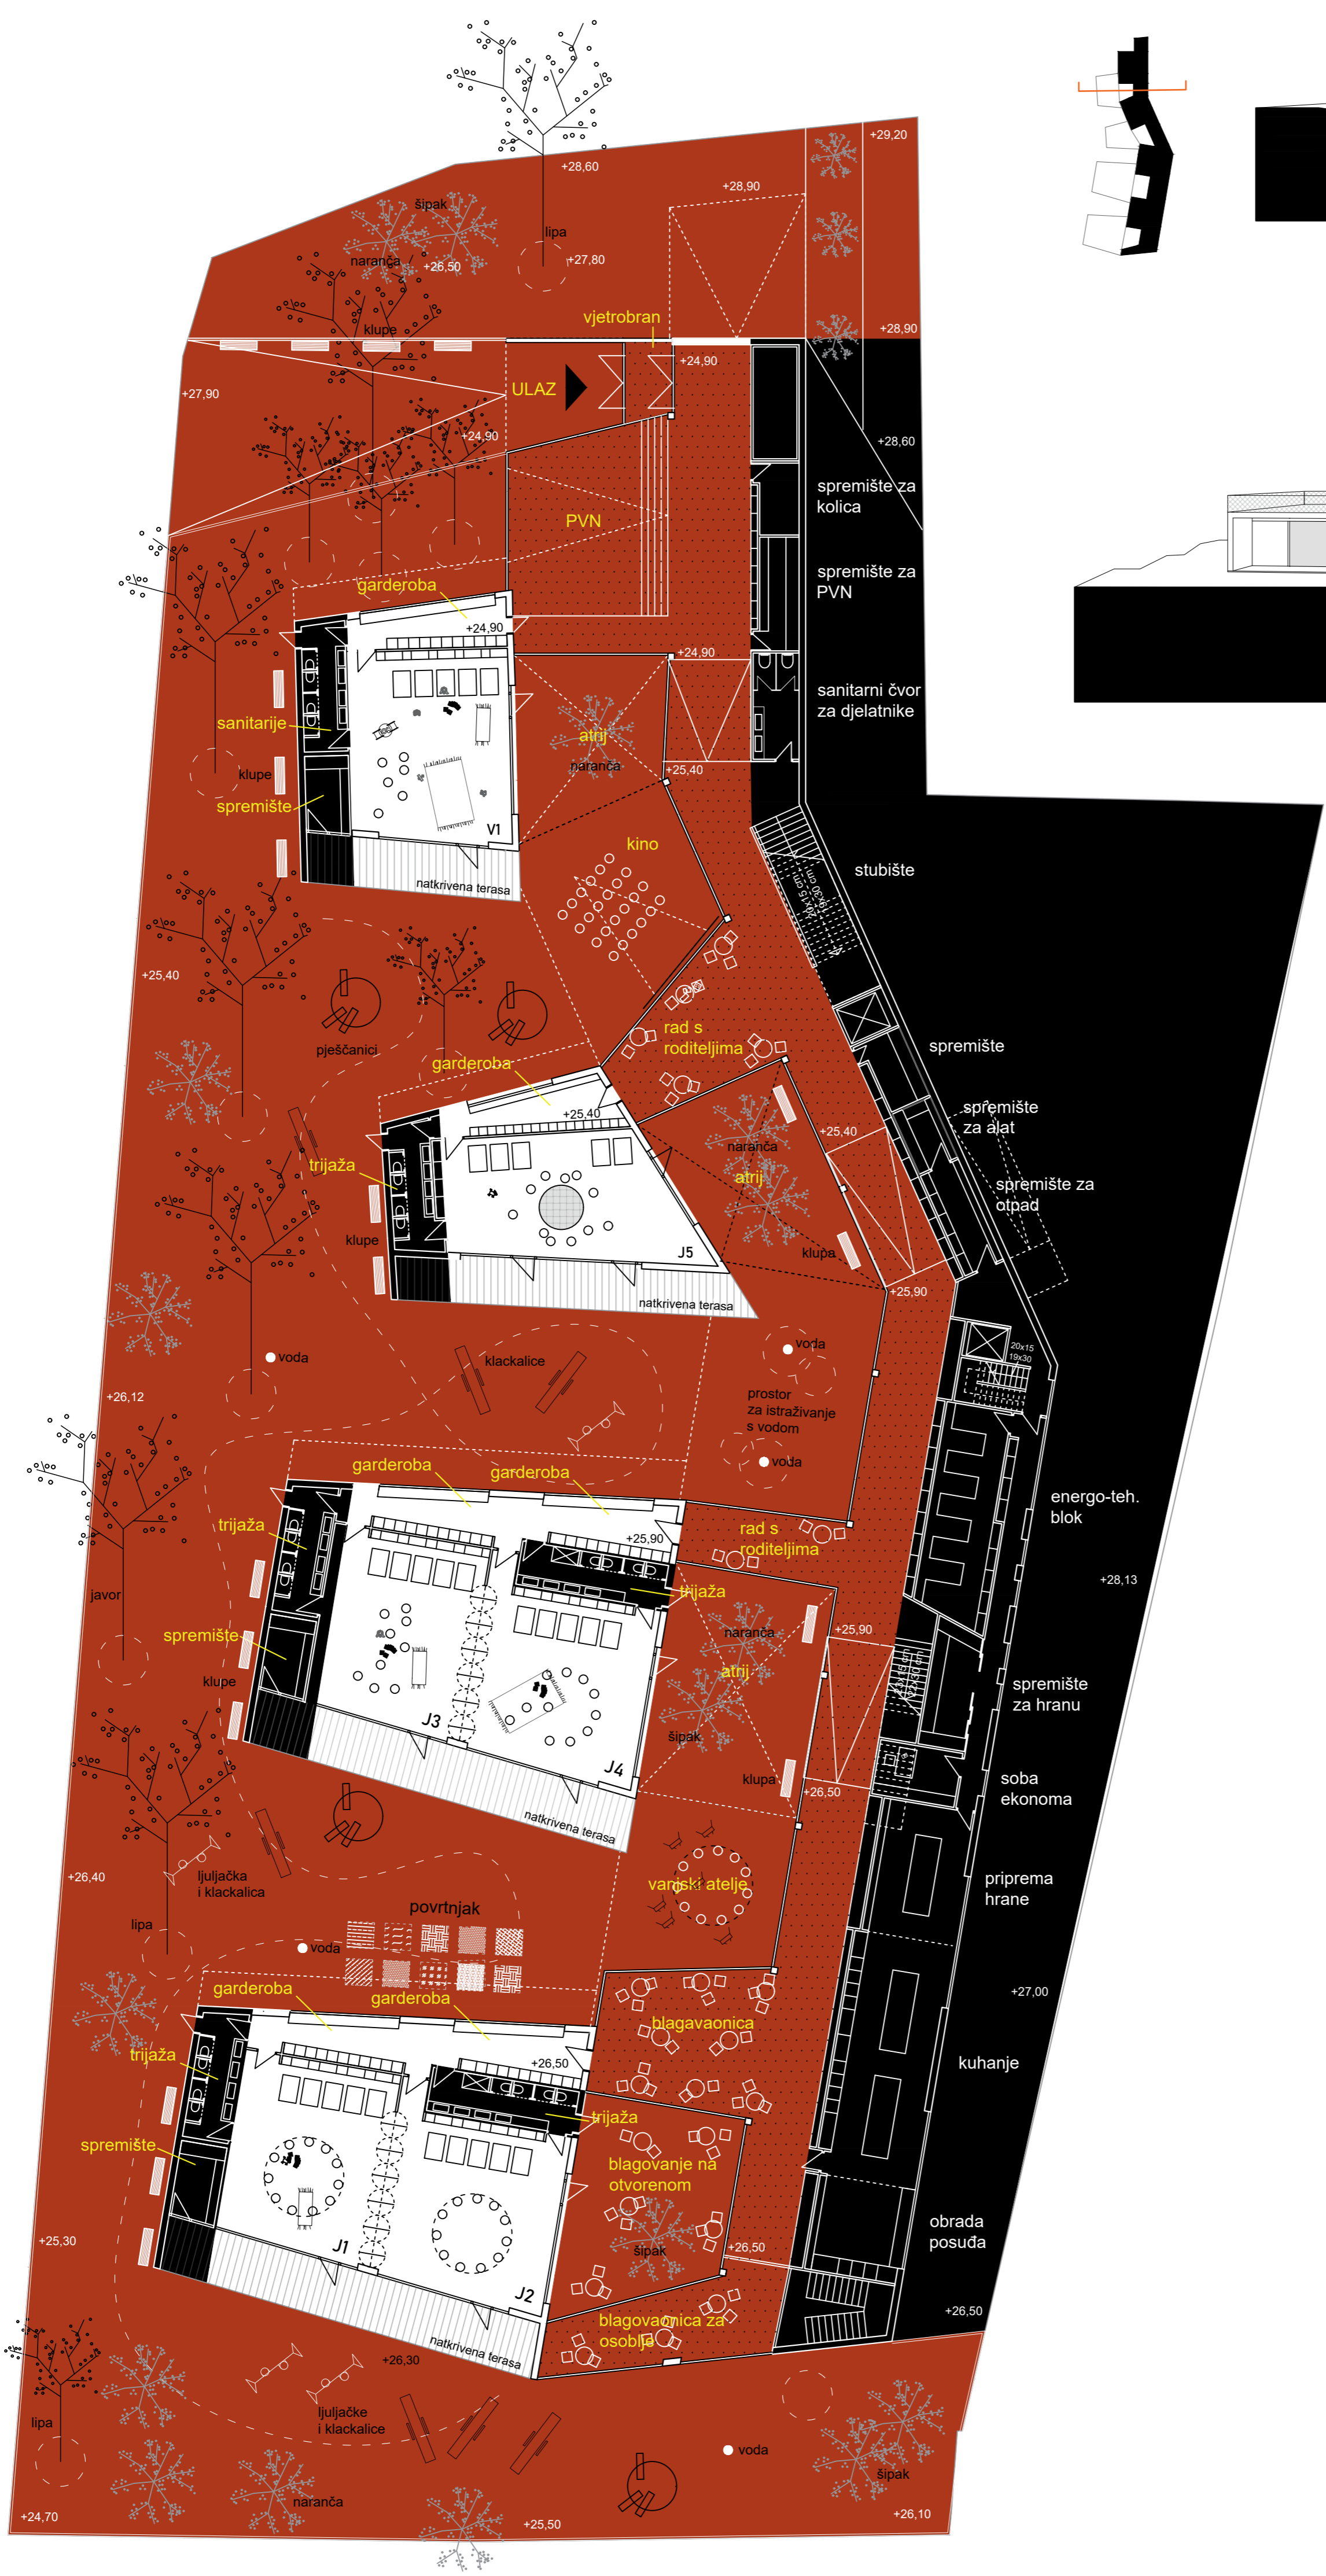 +28,60
+29,20
+28,90
šipak
lipa
+27,80
naranča
+26,50
vjetrobran
klupe
+28,90
+24,90
ULAZ
+27,90
+24,90
+28,60
spremište za
kolica
PVN
spremište za
PVN
garderoba
+24,90
+24,90
sanitarni čvor
za djelatnike
sanitarije
atrij
naranča
klupe
+25,40
spremište
V1
kino
natkrivena terasa
stubište
20x15 cm
19x30 cm
+25,40
pješčanici
rad s
roditeljima
spremište
garderoba
+25,40
spremište
za alat
+25,40
naranča
trijaža
atrij
spremište za
otpad
klupe
J5
klupa
+25,90
natkrivena terasa
voda
klackalice
voda
20x15
19x30
+26,12
prostor
za istraživanje
s vodom
voda
garderoba
garderoba
energo-teh.
blok
trijaža
rad s
roditeljima
+25,90
+28,13
javor
trijaža
spremište
naranča
+25,90
atrij
klupe
spremište
za hranu
J3
šipak
J4
klupa
+26,50
soba
ekonoma
natkrivena terasa
+26,40
ljuljačka
i klackalica
vanjski atelje
priprema
hrane
povrtnjak
lipa
voda
garderoba
garderoba
+27,00
blagavaonica
trijaža
+26,50
kuhanje
trijaža
spremište
blagovanje na
otvorenom
obrada
posuđa
+25,30
J1
šipak
+26,50
J2
blagovaonica za
osoblje
+26,50
natkrivena terasa
+26,30
ljuljačke
i klackalice
lipa
voda
šipak
naranča
+24,70
+25,50
+26,10